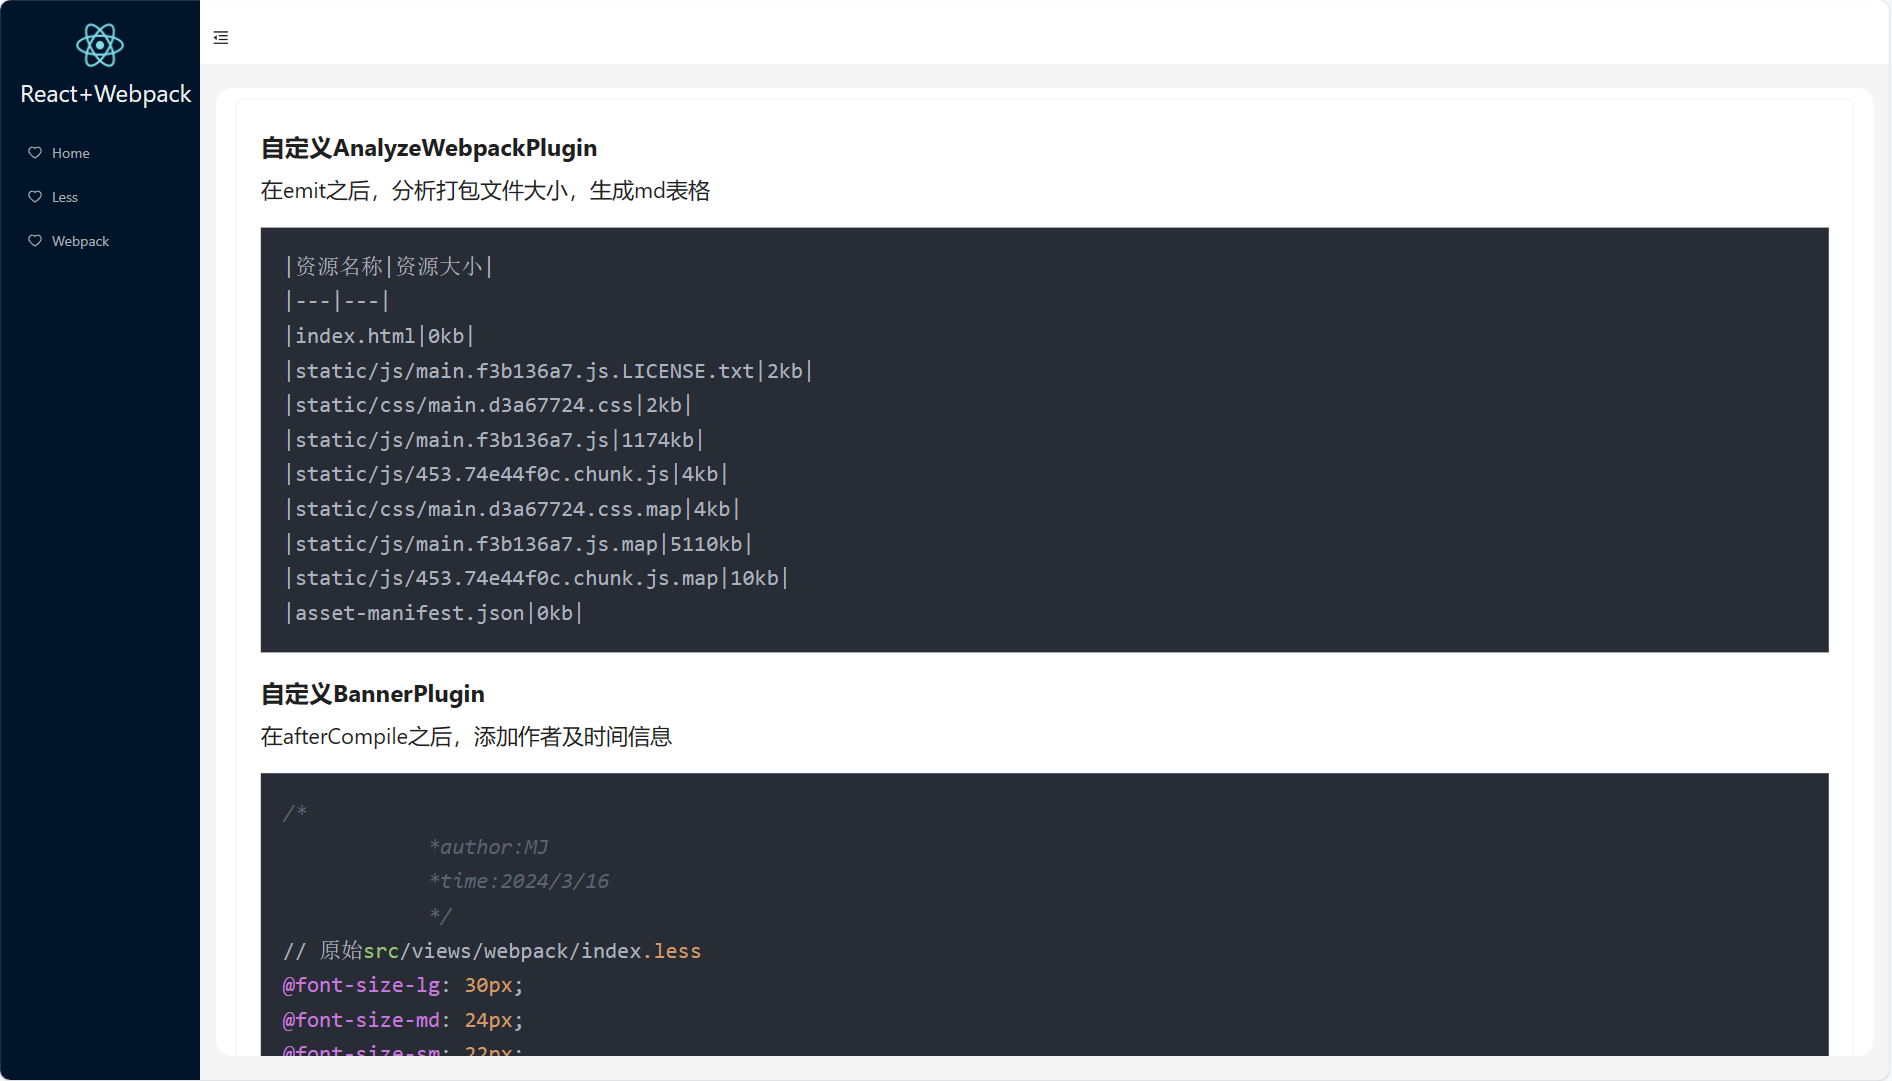 React+Webpack
Home
Less
Webpack
自定义AnalyzeWebpackPlugin
在emit之后，分析打包文件大小，生成md表格
|资源名称|资源大小|
|---|---|
|index.html|0kb|
|static/js/main.f3b136a7.js.LICENSE.txt|2kb|
|static/css/main.d3a67724.css|2kb|
|static/js/main.f3b136a7.js|1174kb|
|static/js/453.74e44f0c.chunk.js|4kb|
|static/css/main.d3a67724.css.map|4kb|
|static/js/main.f3b136a7.js.map|5110kb|
|static/js/453.74e44f0c.chunk.js.map|10kb|
|asset-manifest.json|0kb|
自定义BannerPlugin
在afterCompile之后，添加作者及时间信息
/*
*author:MJ
*time:2024/3/16
*/
// 原始src/views/webpack/index.less
@font-size-lg: 30px;
@font-size-md: 24px;
@font-size-sm: 22px;